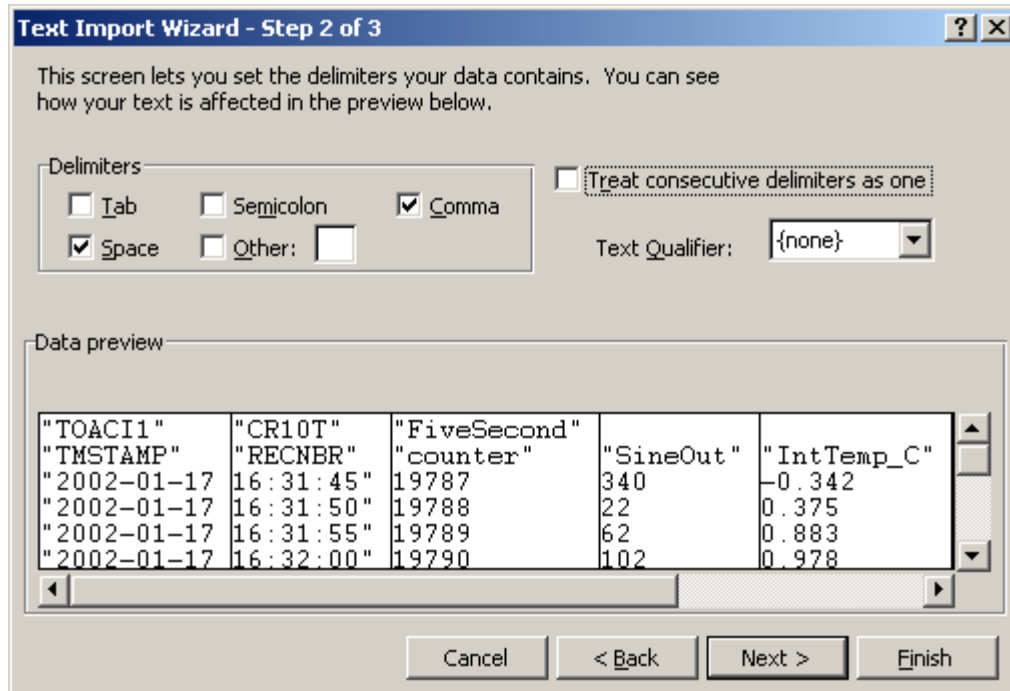 Text Import Wizard - Step 2 of 3
This screen lets you set the delimiters your data contains. You can see
how your text is affected in the preview below.
Delimiters
Tab Semicolon Comma
Space Other:
Treat consecutive delimiters as one
Text Qualifier: {none}
Data preview
"TOACI1" "CR10T" "FiveSecond"
"TMSTAMP" "RECNBR" "counter" "SineOut" "IntTemp_C"
"2002-01-17 16:31:45" 19787 340 -0.342
"2002-01-17 16:31:50" 19788 22 0.375
"2002-01-17 16:31:55" 19789 62 0.883
"2002-01-17 16:32:00" 19790 102 0.978
Cancel < Back Next > Finish